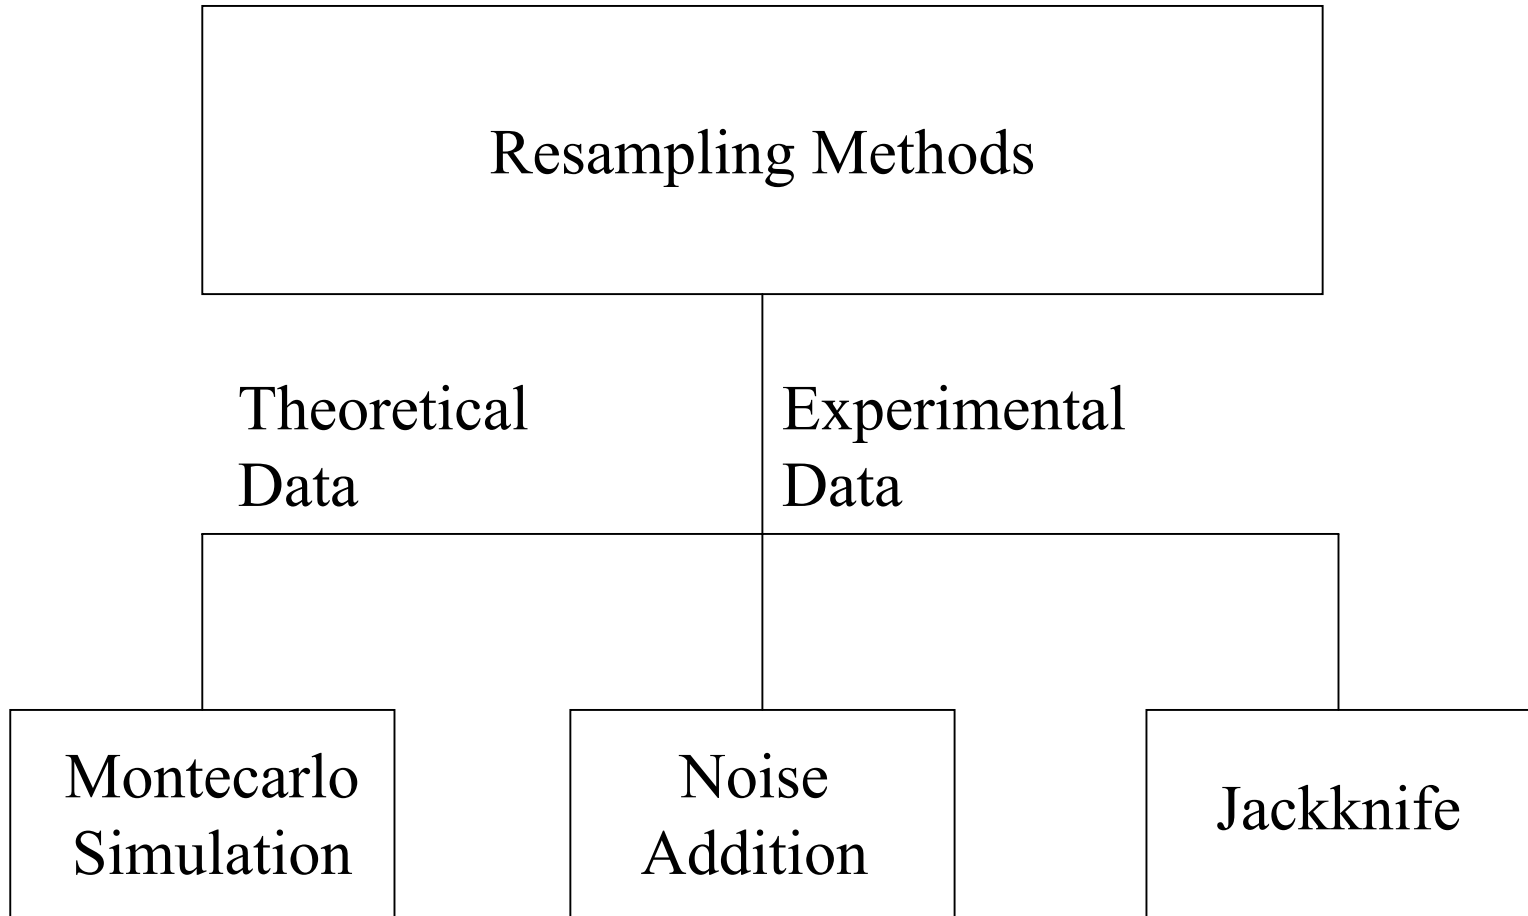 Resampling Methods
Theoretical
Data
Experimental
Data
Montecarlo
Simulation
Noise
Addition
Jackknife